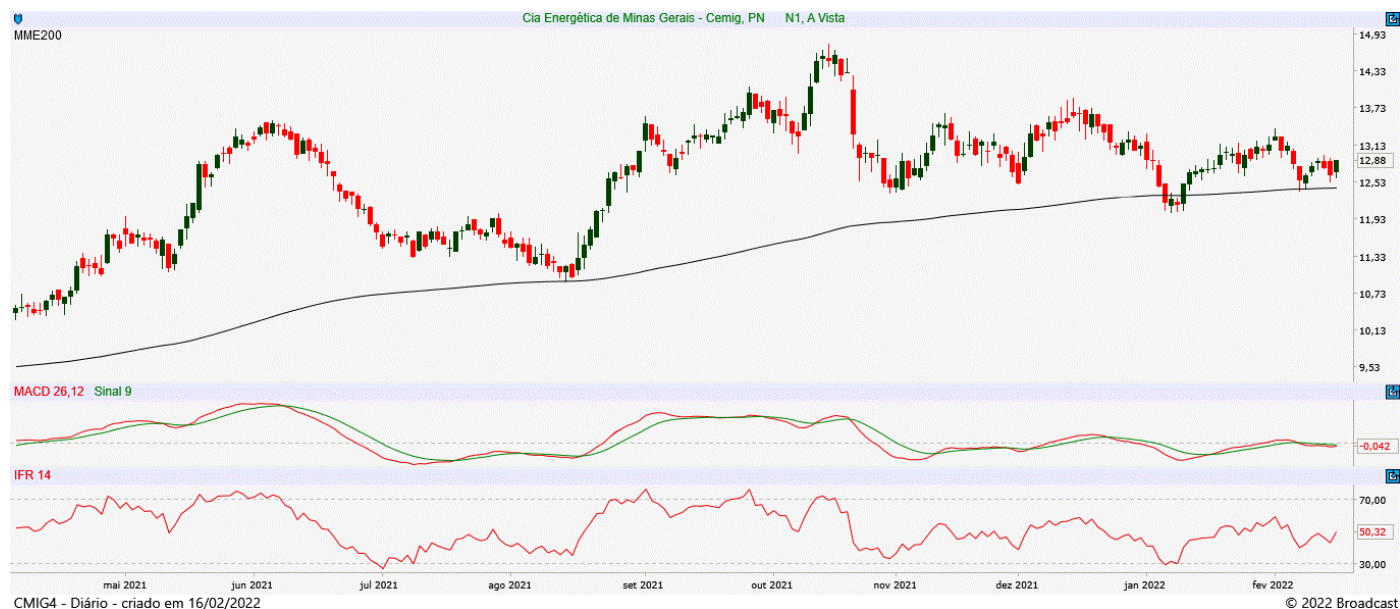 Cia Energética de Minas Gerais - Cemig, PN N1, A Vista
MME200
14,93
14,33
13,73
13,13
12,88
12,53
11,93
11,33
10,73
10,13
9,53
MACD 26,12 Sinal 9
-0,042
IFR 14
70,00
50,32
30,00
mai 2021 jun 2021 jul 2021 ago 2021 set 2021 out 2021 nov 2021 dez 2021 jan 2022 fev 2022
CMIG4 - Diário - criado em 16/02/2022 © 2022 Broadcast